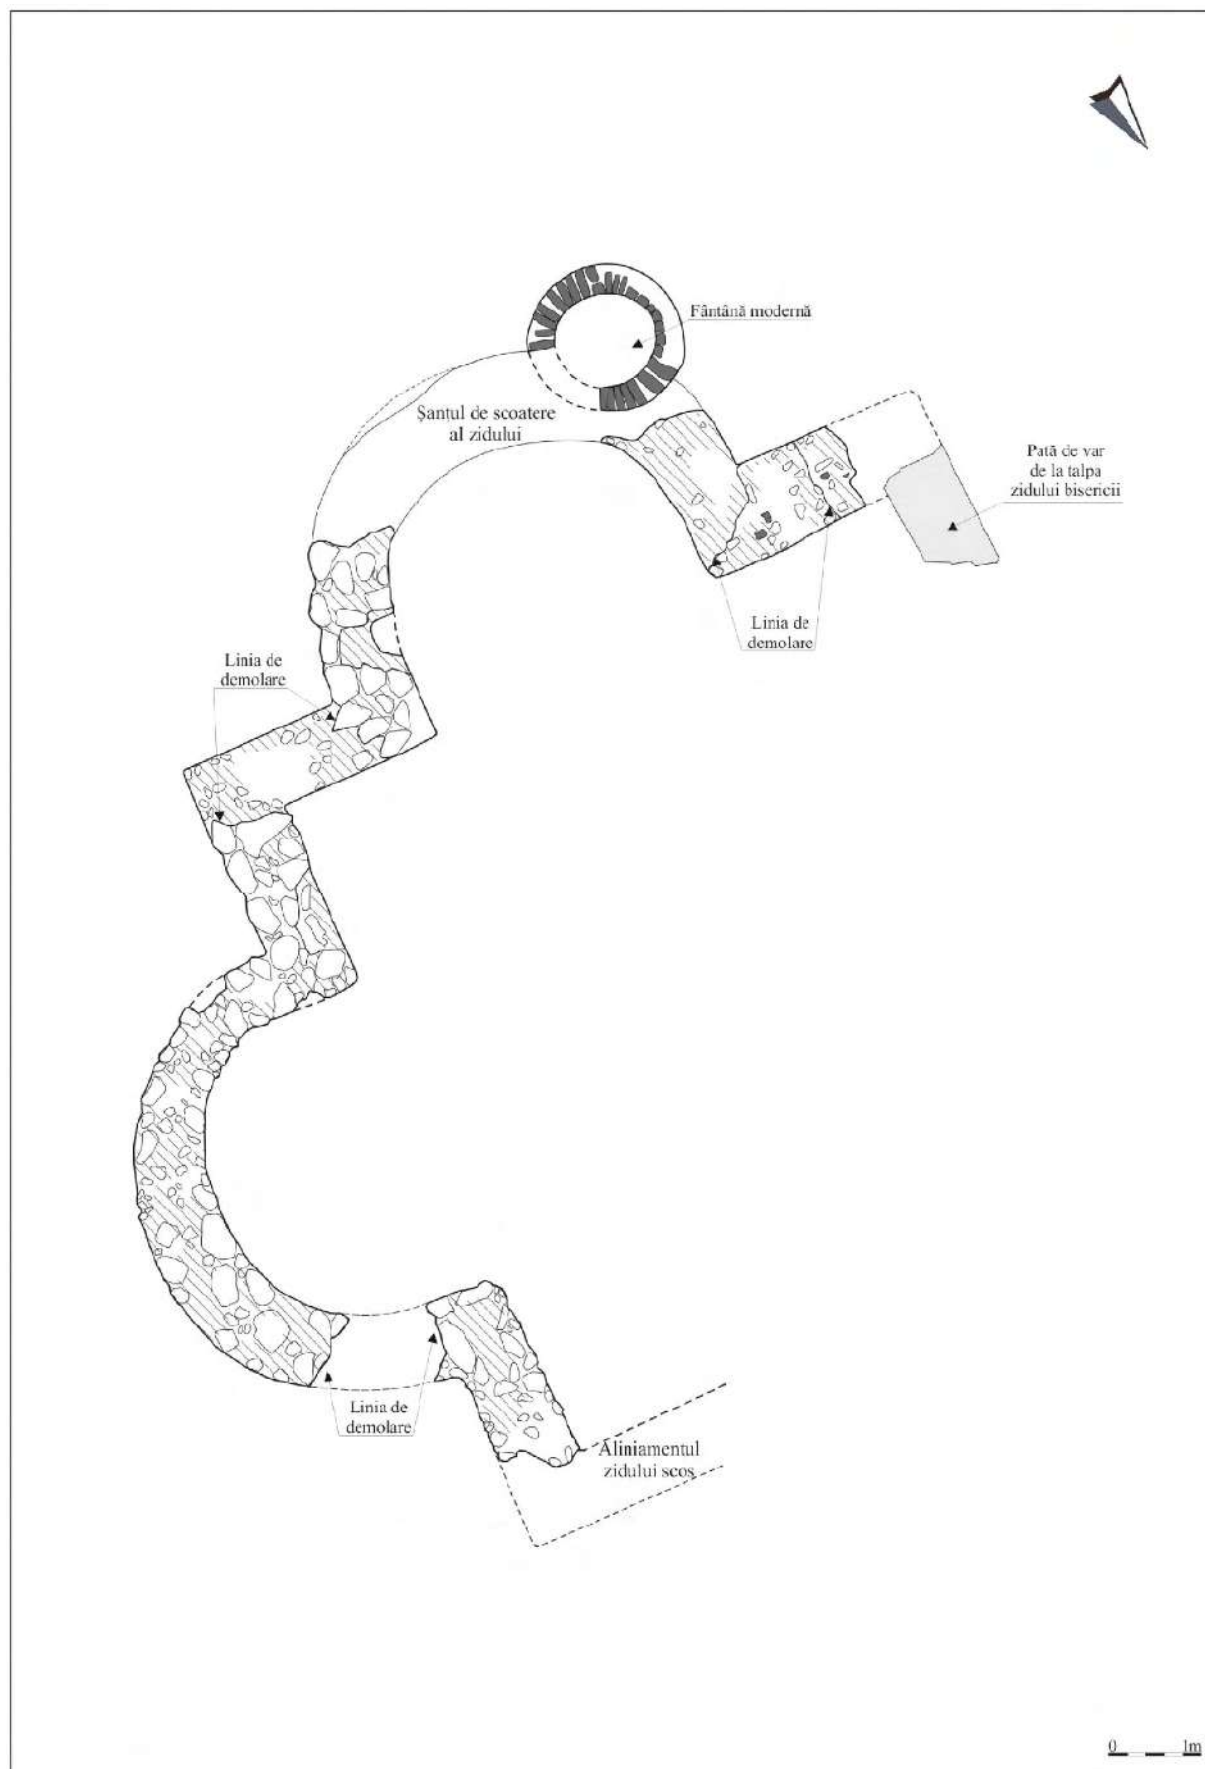 Fântână modernă
Șanțul de scoatere
al zidului
Pată de var
de la talpa
zidului bisericii
Linia de
demolare
Linia de
demolare
Linia de
demolare
Aliniamentul
zidului scos
0 1m